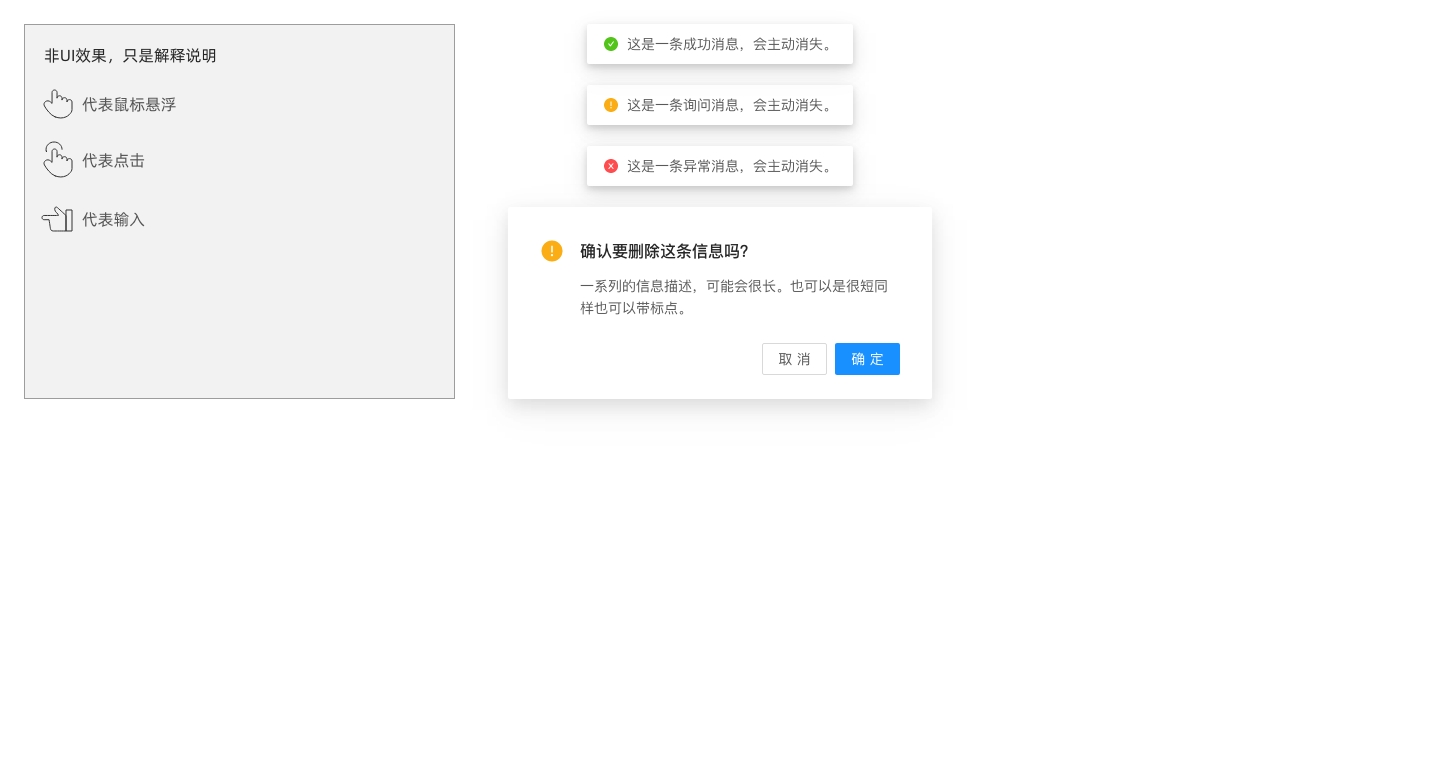 非UI效果，只是解释说明
代表鼠标悬浮
代表点击
代表输入
这是一条成功消息，会主动消失。
这是一条询问消息，会主动消失。
这是一条异常消息，会主动消失。
确认要删除这条信息吗?
一系列的信息描述，可能会很长。也可以是很短同
样也可以带标点。
取 消
确 定